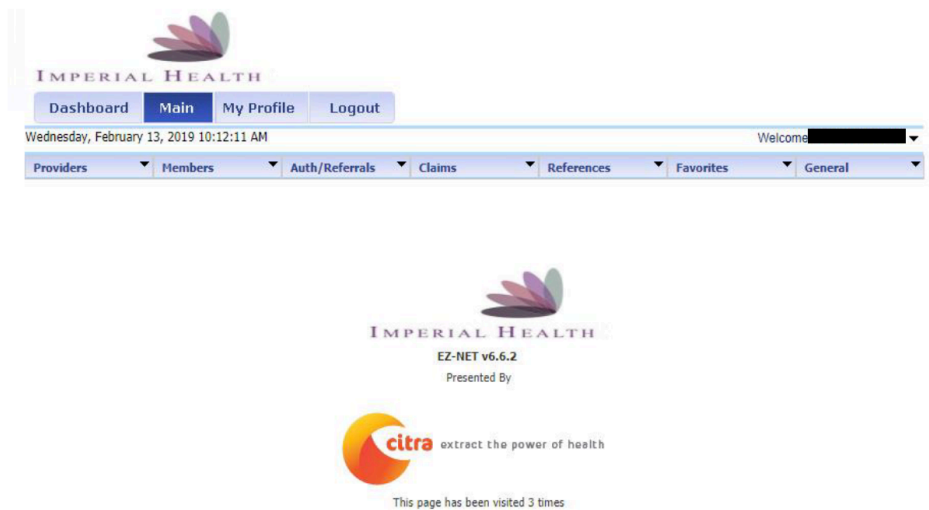 IMPERIAL HEALTH
Dashboard Main My Profile Logout
Wednesday, February 13, 2019 10:12:11 AM Welcome
Providers Members Auth/Referrals Claims References Favorites General
IMPERIAL HEALTH
EZ-NET v6.6.2
Presented By
citra extract the power of health
This page has been visited 3 times